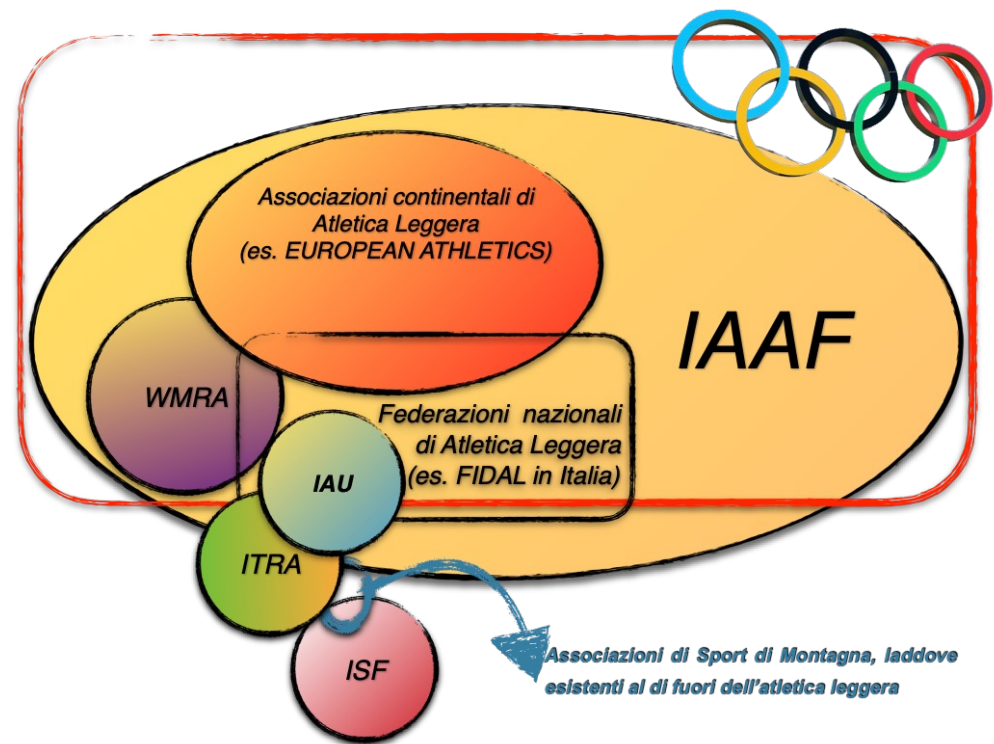 Associazioni continentali di
Atletica Leggera
(es. EUROPEAN ATHLETICS)
IAAF
WMRA
Federazioni nazionali
di Atletica Leggera
(es. FIDAL in Italia)
IAU
ITRA
ISF
Associazioni di Sport di Montagna, laddove
esistenti al di fuori dell'atletica leggera